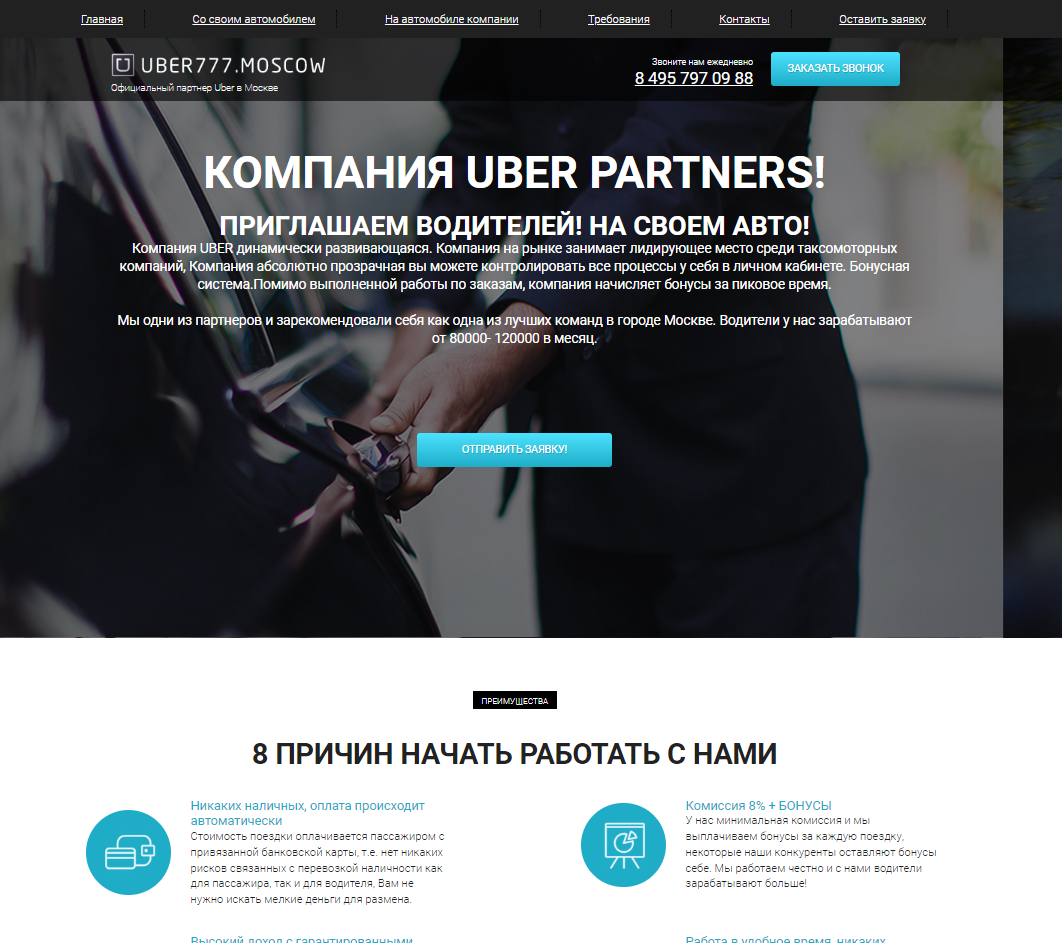 Главная Со своим автомобилем На автомобиле компании Требования Контакты Оставить заявку
UBER777.MOSCOW
Официальный партнер Uber в Москве
Звоните нам ежедневно
8 495 797 09 88
ЗАКАЗАТЬ ЗВОНОК
КОМПАНИЯ UBER PARTNERS!
ПРИГЛАШАЕМ ВОДИТЕЛЕЙ! НА СВОЕМ АВТО!
Компания UBER динамически развивающаяся. Компания на рынке занимает лидирующее место среди таксомоторных
компаний, Компания абсолютно прозрачная вы можете контролировать все процессы у себя в личном кабинете. Бонусная
система.Помимо выполненной работы по заказам, компания начисляет бонусы за пиковое время.
Мы одни из партнеров и зарекомендовали себя как одна из лучших команд в городе Москве. Водители у нас зарабатывают
от 80000- 120000 в месяц.
ОТПРАВИТЬ ЗАЯВКУ!
ПРЕИМУЩЕСТВА
8 ПРИЧИН НАЧАТЬ РАБОТАТЬ С НАМИ
Никаких наличных, оплата происходит
автоматически
Стоимость поездки оплачивается пассажиром с
привязанной банковской карты, т.е. нет никаких
рисков связанных с перевозкой наличности как
для пассажира, так и для водителя, Вам не
нужно искать мелкие деньги для размена.
Комиссия 8% + БОНУСЫ
У нас минимальная комиссия и мы
выплачиваем бонусы за каждую поездку,
некоторые наши конкуренты оставляют бонусы
себе. Мы работаем честно и с нами водители
зарабатывают больше!
Высокий доход с гарантированными
Работа в удобное время, никаких